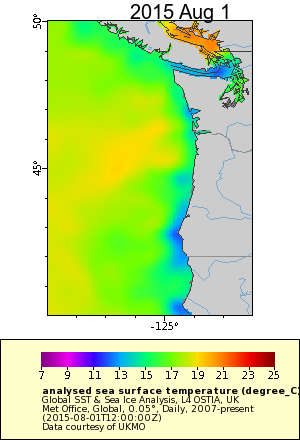 2015 Aug 1
50°
45°
-125°
7 9 11 13 15 17 19 21 23 25
analysed sea surface temperature (degree_C)
Global SST & Sea Ice Analysis, L4 OSTIA, UK
Met Office, Global, 0.05°, Daily, 2007-present
(2015-08-01T12:00:00Z)
Data courtesy of UKMO